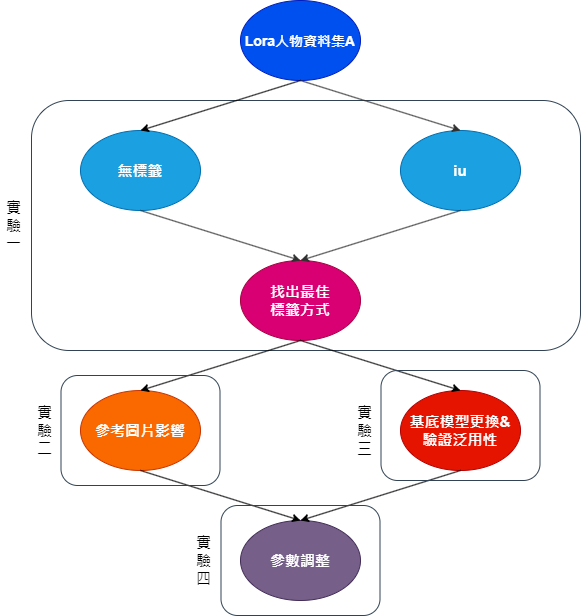 Lora人物資料集A
無標籤
iu
實驗一
找出最佳
標籤方式
實驗二
參考圖片影響
實驗三
基底模型更換&
驗證泛用性
實驗四
參數調整